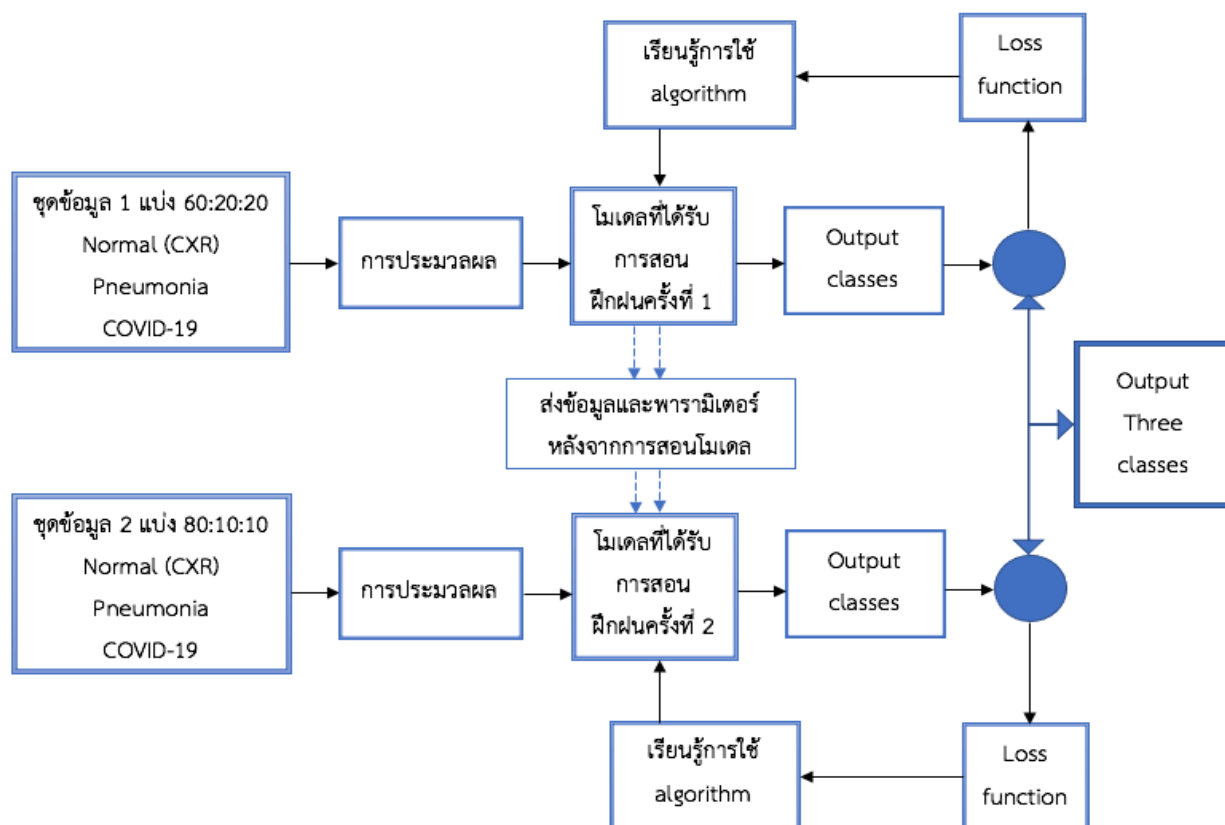 เรียนรู้การใช้
algorithm
Loss
function
ชุดข้อมูล 1 แบ่ง 60:20:20
Normal (CXR)
Pneumonia
COVID-19
การประมวลผล
โมเดลที่ได้รับ
การสอน
ฝึกฝนครั้งที่ 1
Output
classes
ส่งข้อมูลและพารามิเตอร์
หลังจากการสอนโมเดล
Output
Three
classes
ชุดข้อมูล 2 แบ่ง 80:10:10
Normal (CXR)
Pneumonia
COVID-19
การประมวลผล
โมเดลที่ได้รับ
การสอน
ฝึกฝนครั้งที่ 2
Output
classes
เรียนรู้การใช้
algorithm
Loss
function